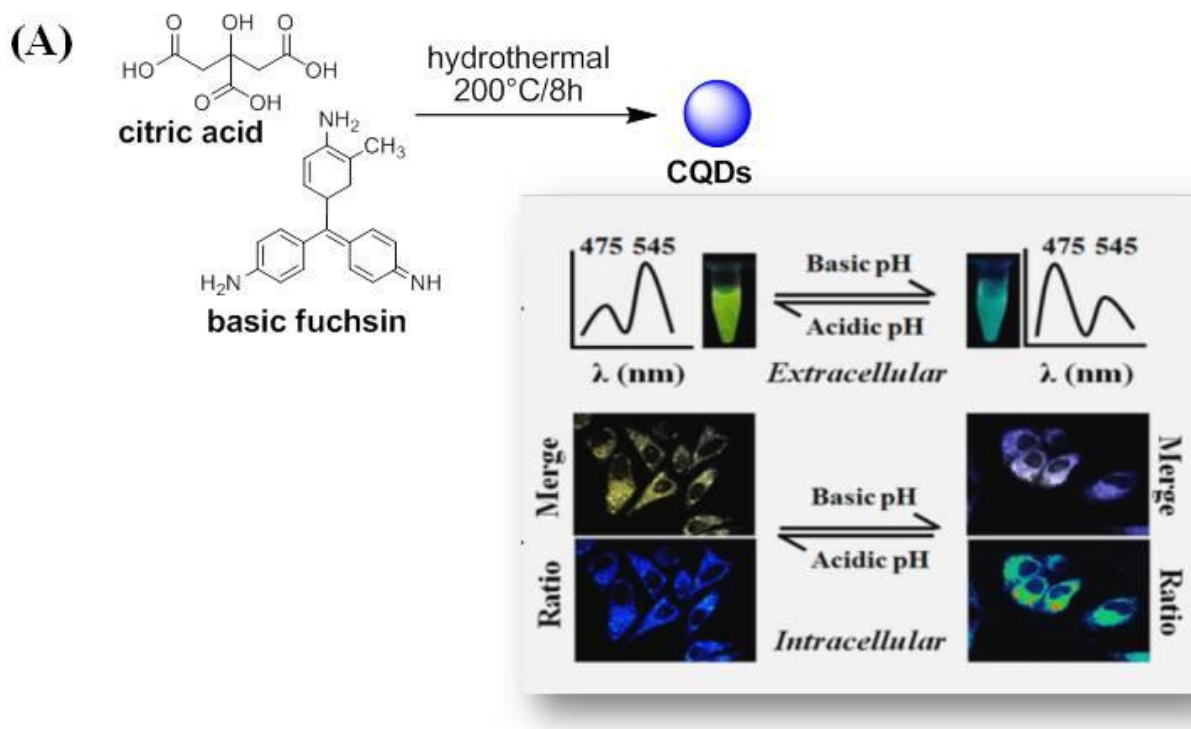 (A)
O
OH
O
HO
OH
O
OH
citric acid
NH₂
CH₃
H₂N
NH
basic fuchsin
hydrothermal
200°C/8h
CQDs
475 545
λ (nm)
Basic pH
Acidic pH
Extracellular
475 545
λ (nm)
Merge
Ratio
Basic pH
Acidic pH
Intracellular
Merge
Ratio